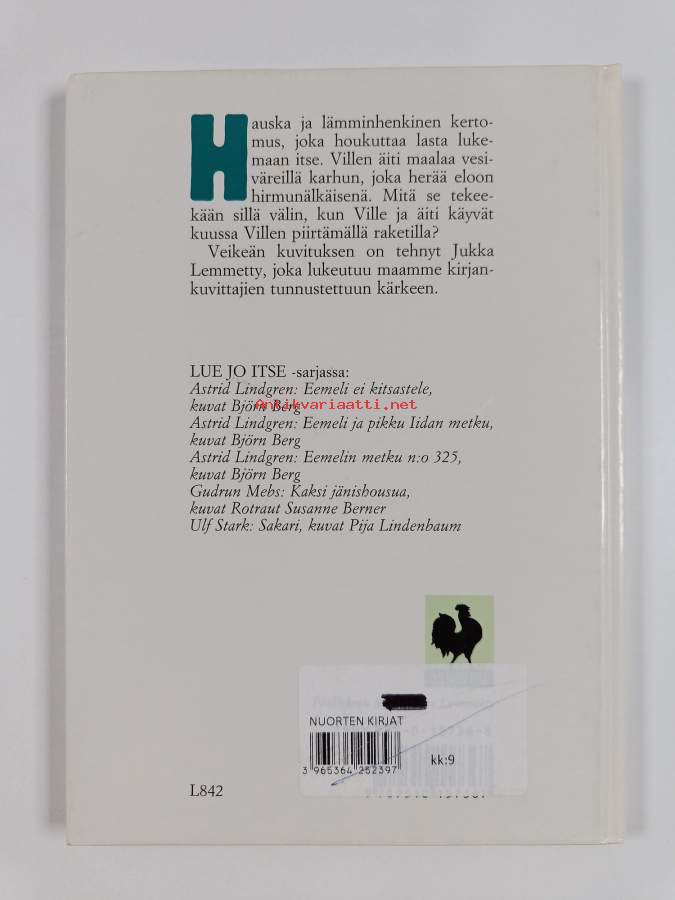 Hauska ja lämminhenkinen kerto-
mus, joka houkuttaa lasta luke-
maan itse. Villen äiti maalaa vesi-
väreillä karhun, joka herää eloon
hirmunälkäisenä. Mitä se tekee-
kään sillä välin, kun Ville ja äiti käyvät
kuussa Villen piirtämällä raketilla?
Veikeän kuvituksen on tehnyt Jukka
Lemmetty, joka lukeutuu maamme kirjan-
kuvittajien tunnustettuun kärkeen.
LUE JO ITSE -sarjassa:
Astrid Lindgren: Eemeli ei kitsastele,
kuvat Björn Berg
Antikvariaatti.net
Astrid Lindgren: Eemeli ja pikku Iidan metku,
kuvat Björn Berg
Astrid Lindgren: Eemelin metku n:o 325,
kuvat Björn Berg
Gudrun Mebs: Kaksi jänishousua,
kuvat Rotraut Susanne Berner
Ulf Stark: Sakari, kuvat Pija Lindenbaum
NUORTEN KIRJAT
3 965364 252397
kk:9
L842